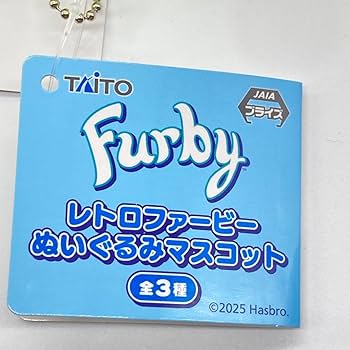 TAITO
JAIA
プライズ
Furby
レトロファービー
ぬいぐるみマスコット
全3種
©2025 Hasbro.